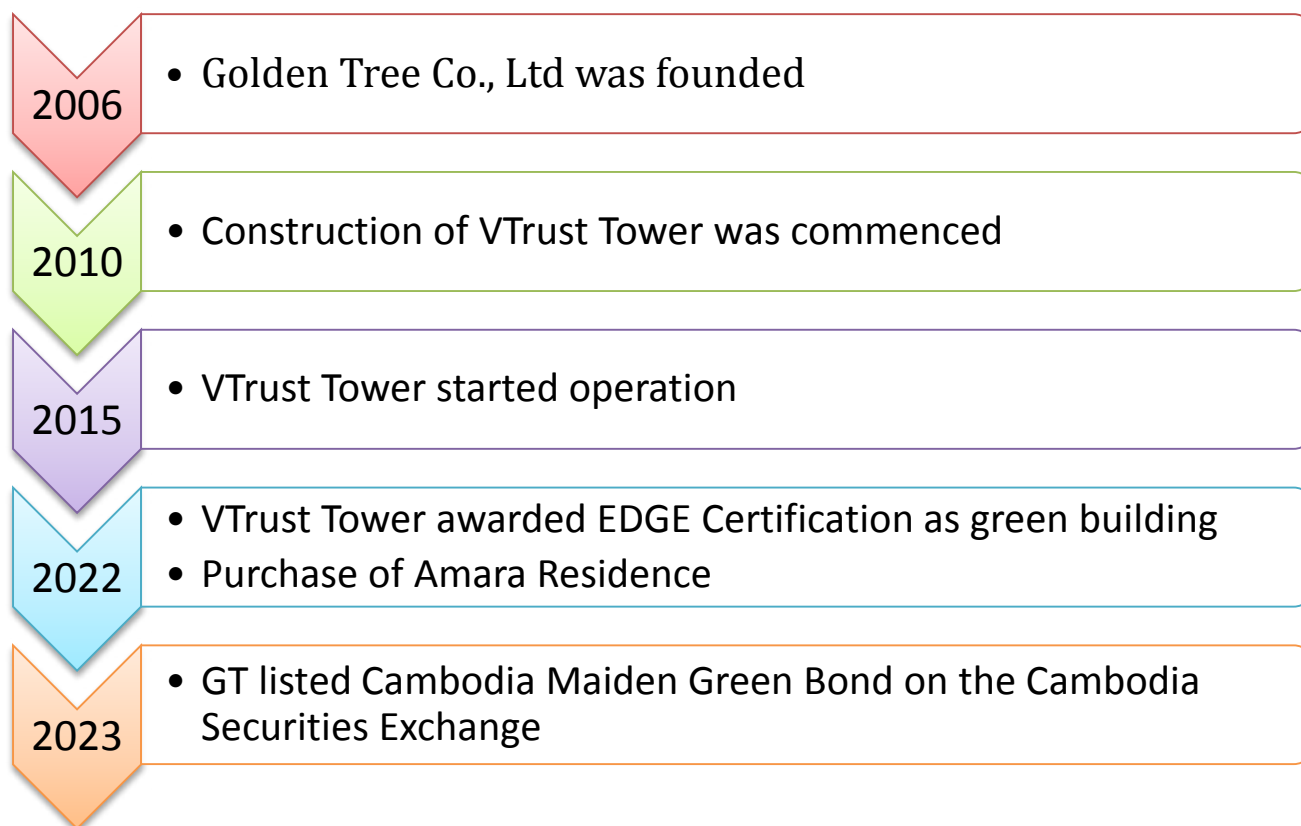 2006
• Golden Tree Co., Ltd was founded
2010
• Construction of VTrust Tower was commenced
2015
• VTrust Tower started operation
2022
• VTrust Tower awarded EDGE Certification as green building
• Purchase of Amara Residence
2023
• GT listed Cambodia Maiden Green Bond on the Cambodia
Securities Exchange